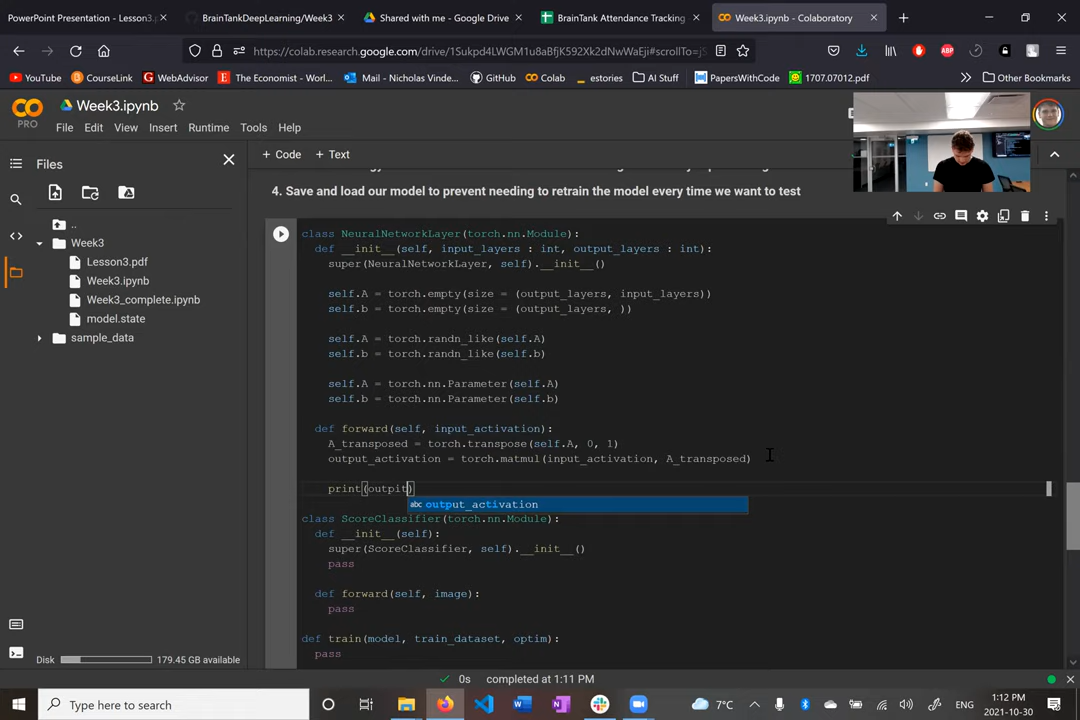 PowerPoint Presentation - Lesson3.p
BrainTankDeepLearning/Week3
Shared with me - Google Drive
BrainTank Attendance Tracking
Week3.ipynb - Colaboratory
https://colab.research.google.com/drive/1Sukpd4LWGM1u8aBfjK592Xk2dNwWaEji#scrollTo=j5
YouTube
CourseLink
WebAdvisor
The Economist - Worl...
Mail - Nicholas Vinde...
GitHub
Colab
_ estories
AI Stuff
PapersWithCode
1707.07012.pdf
Other Bookmarks
PRO
Week3.ipynb
File Edit View Insert Runtime Tools Help
Files
+ Code + Text
4. Save and load our model to prevent needing to retrain the model every time we want to test
..
Week3
Lesson3.pdf
Week3.ipynb
Week3_complete.ipynb
model.state
sample_data
class NeuralNetworkLayer(torch.nn.Module):
def __init__(self, input_layers : int, output_layers : int):
super(NeuralNetworkLayer, self).__init__()
self.A = torch.empty(size = (output_layers, input_layers))
self.b = torch.empty(size = (output_layers, ))
self.A = torch.randn_like(self.A)
self.b = torch.randn_like(self.b)
self.A = torch.nn.Parameter(self.A)
self.b = torch.nn.Parameter(self.b)
def forward(self, input_activation):
A_transposed = torch.transpose(self.A, 0, 1)
output_activation = torch.matmul(input_activation, A_transposed)
print(outpit)
abc output_activation
class ScoreClassifier(torch.nn.Module):
def __init__(self):
super(ScoreClassifier, self).__init__()
pass
def forward(self, image):
pass
def train(model, train_dataset, optim):
pass
Disk
179.45 GB available
0s completed at 1:11 PM
Type here to search
7°C
ENG
1:12 PM
2021-10-30